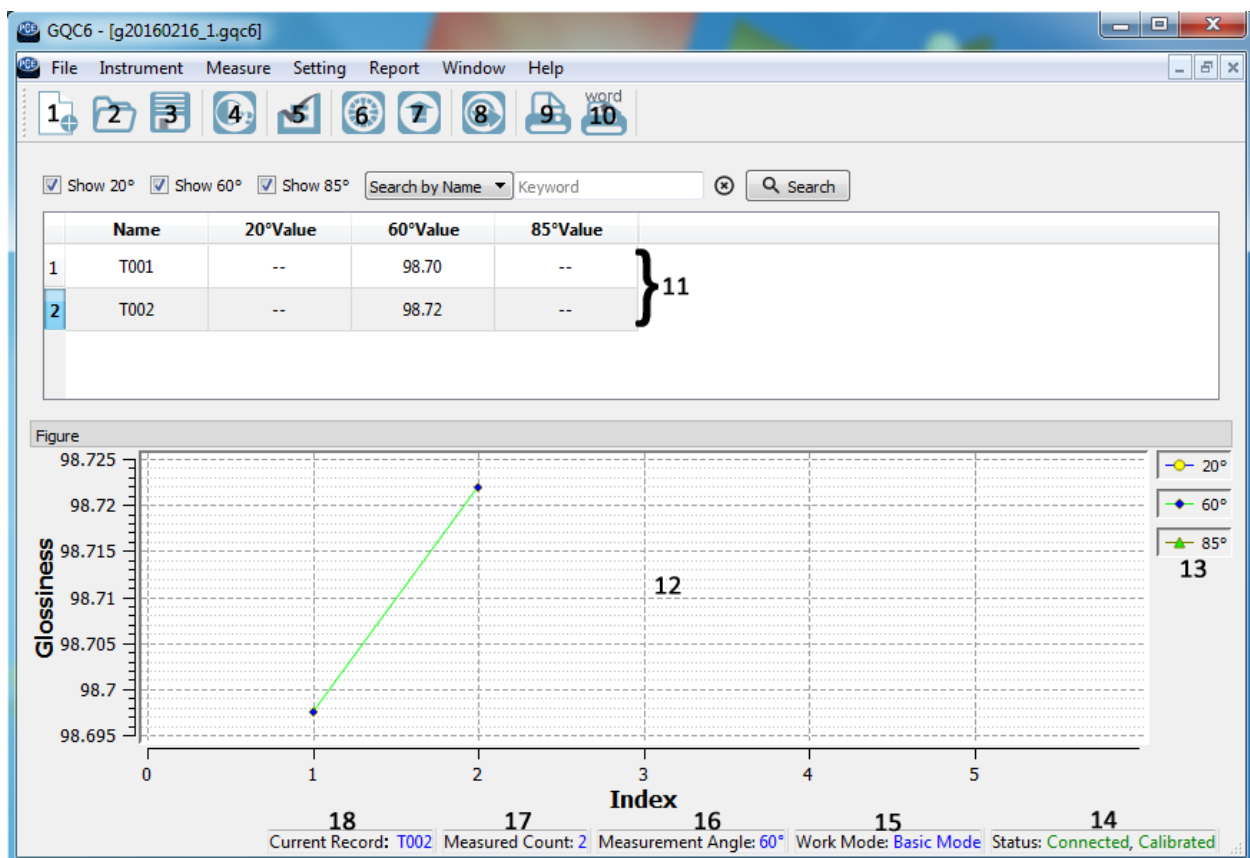 PCE GQC6 - [g20160216_1.gqc6]
PCE File Instrument Measure Setting Report Window Help
word
1 2 3 4 5 6 7 8 9 10
Show 20° Show 60° Show 85° Search by Name Keyword Search
Name 20°Value 60°Value 85°Value
1 T001 -- 98.70 --
2 T002 -- 98.72 --
} 11
Figure
98.725
98.72
98.715
98.71
98.705
98.7
98.695
Glossiness
12
20°
60°
85°
13
0 1 2 3 4 5
Index
18 17 16 15 14
Current Record: T002 Measured Count: 2 Measurement Angle: 60° Work Mode: Basic Mode Status: Connected, Calibrated